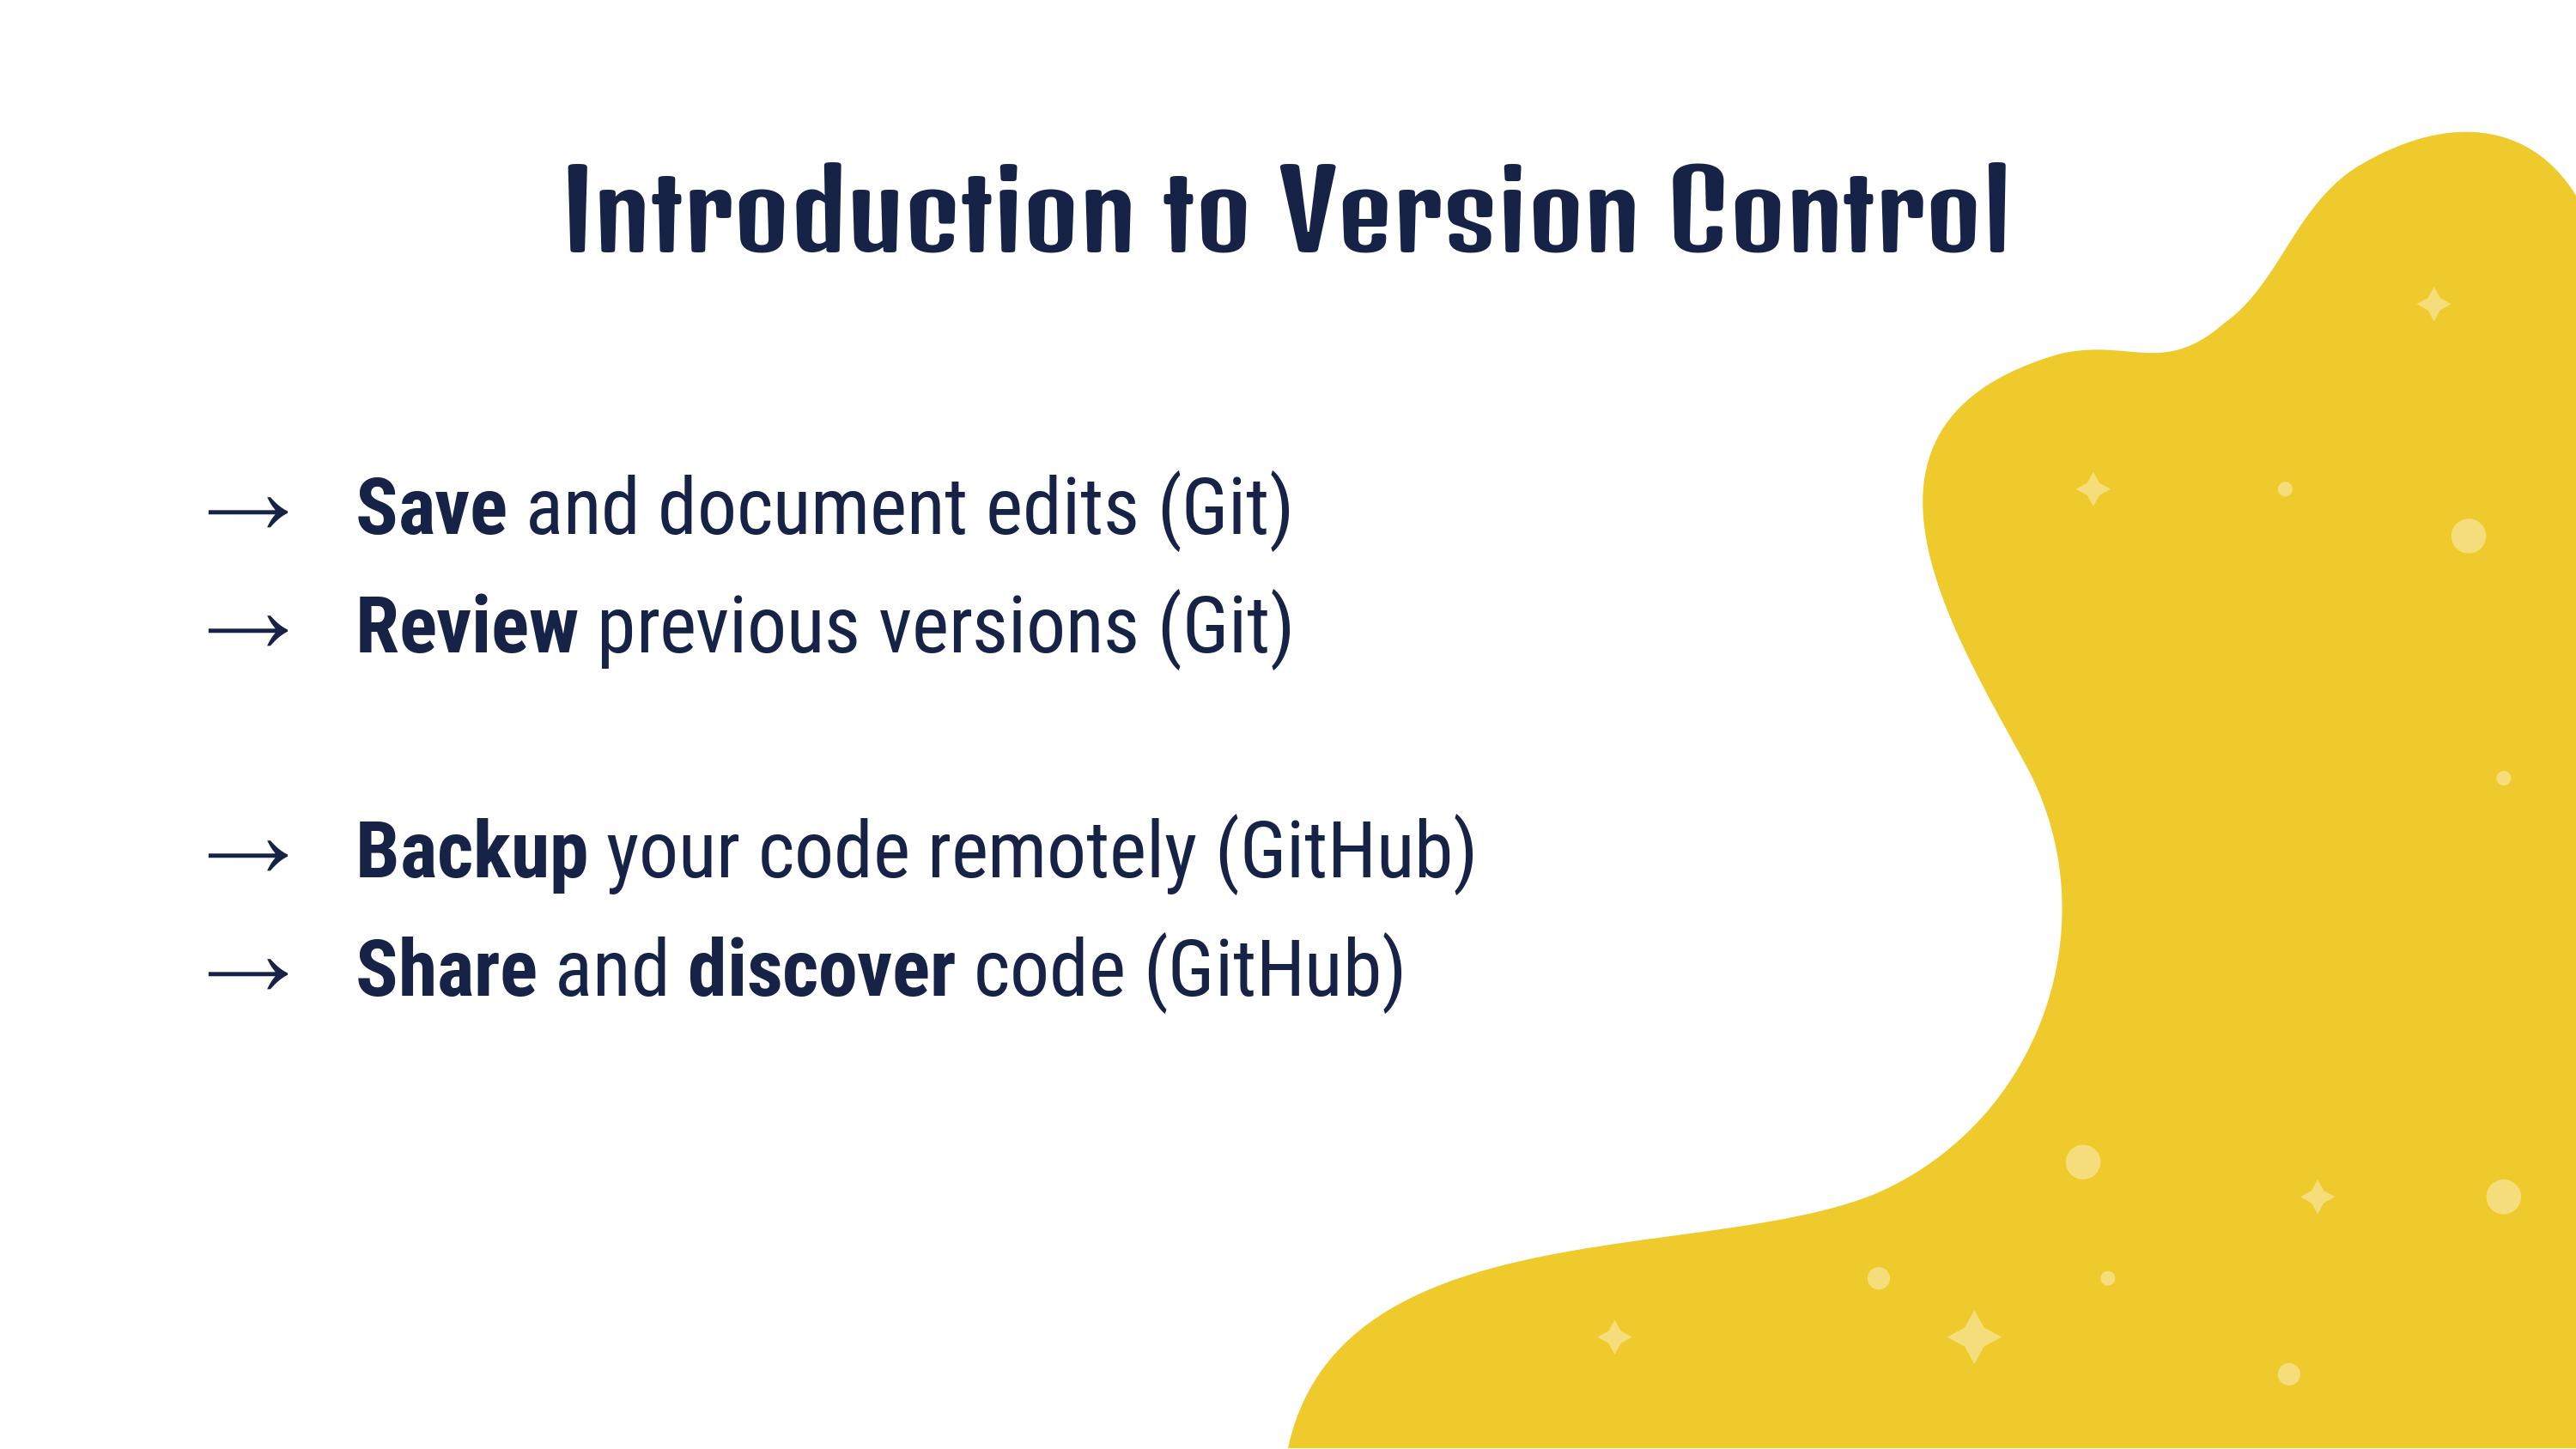 Introduction to Version Control
→ Save and document edits (Git)
→ Review previous versions (Git)
→ Backup your code remotely (GitHub)
→ Share and discover code (GitHub)